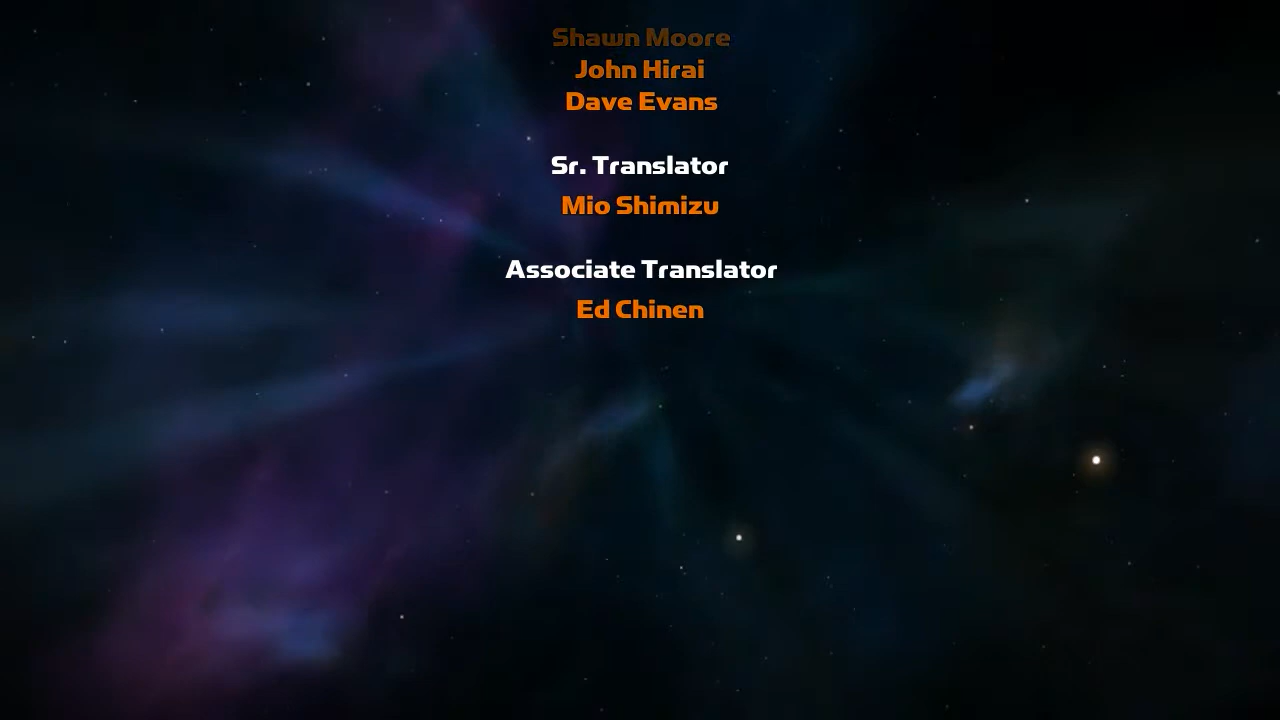 Shawn Moore
John Hirai
Dave Evans
Sr. Translator
Mio Shimizu
Associate Translator
Ed Chinen